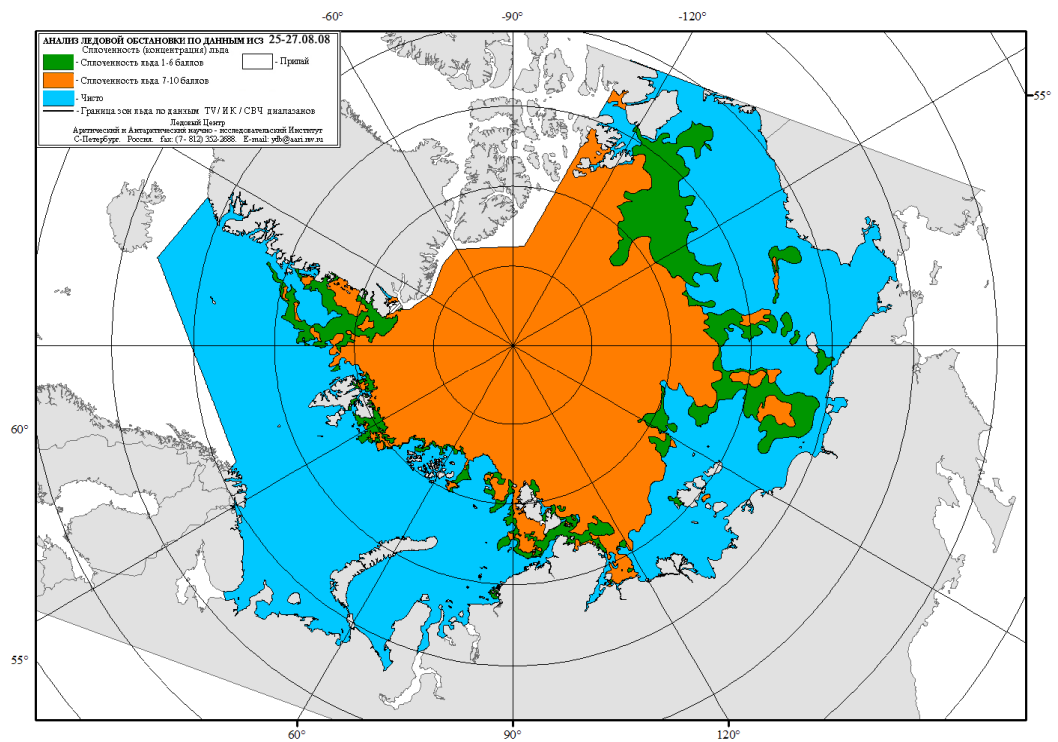 -60°
-90°
-120°
АНАЛИЗ ЛЕДОВОЙ ОБСТАНОВКИ ПО ДАННЫМ ИСЗ 25-27.08.08
Сплоченность (концентрация) льда
- Сплоченность льда 1-6 баллов
- Припай
- Сплоченность льда 7-10 баллов
- Чисто
- Граница зон льда по данным TV/ИК/СВЧ диапазонов
Ледовый Центр
Арктический и Антарктический научно - исследовательский Институт
С-Петербург. Россия. fax: (7- 812) 352-2688. E-mail: ydb@aari.nw.ru
55°
60°
55°
60°
90°
120°